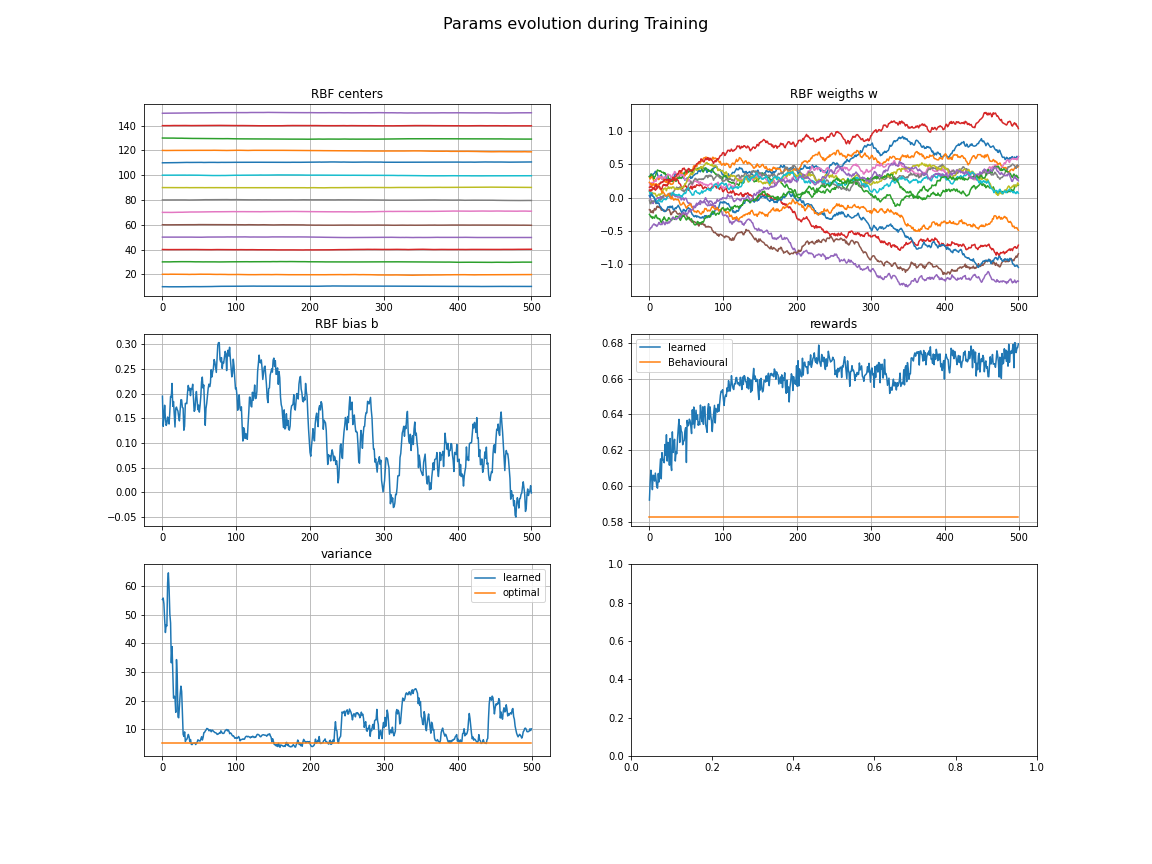 Params evolution during Training
RBF centers
140
120
100
80
60
40
20
0 100 200 300 400 500
RBF weigths w
1.0
0.5
0.0
−0.5
−1.0
0 100 200 300 400 500
RBF bias b
0.30
0.25
0.20
0.15
0.10
0.05
0.00
−0.05
0 100 200 300 400 500
rewards
learned
Behavioural
0.68
0.66
0.64
0.62
0.60
0.58
0 100 200 300 400 500
variance
learned
optimal
60
50
40
30
20
10
0 100 200 300 400 500
1.0
0.8
0.6
0.4
0.2
0.0
0.0 0.2 0.4 0.6 0.8 1.0